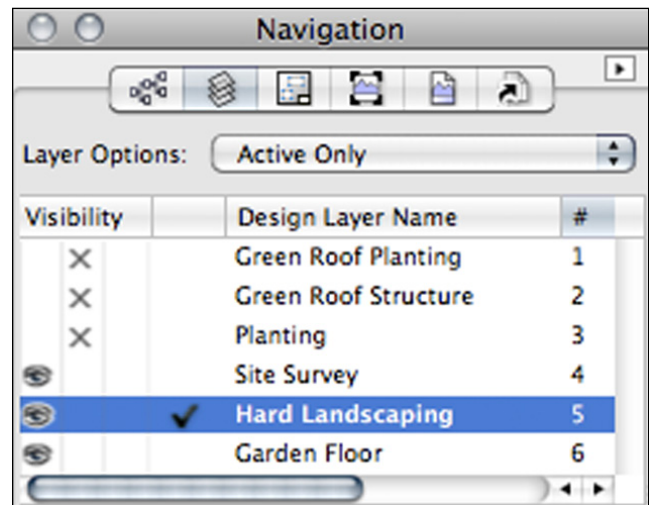 Navigation
Layer Options: Active Only
Visibility Design Layer Name #
Green Roof Planting 1
Green Roof Structure 2
Planting 3
Site Survey 4
Hard Landscaping 5
Garden Floor 6